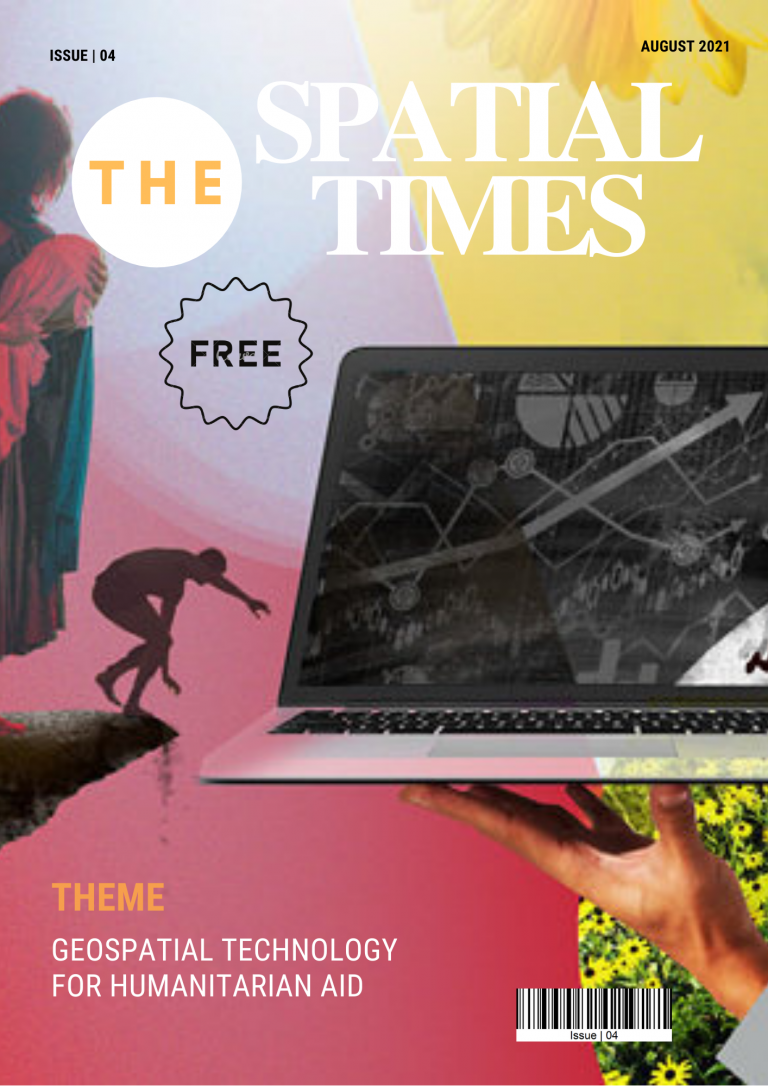 ISSUE | 04
AUGUST 2021
THE
SPATIAL
TIMES
FREE
THEME
GEOSPATIAL TECHNOLOGY
FOR HUMANITARIAN AID
Issue | 04